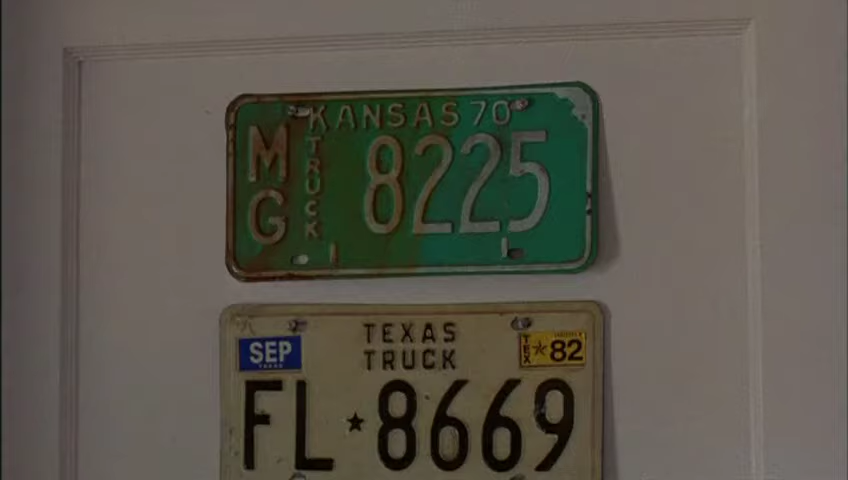 KANSAS 70
MG
TRUCK
8225
TEXAS
TRUCK
SEP
TEX ★ 82
FL★8669